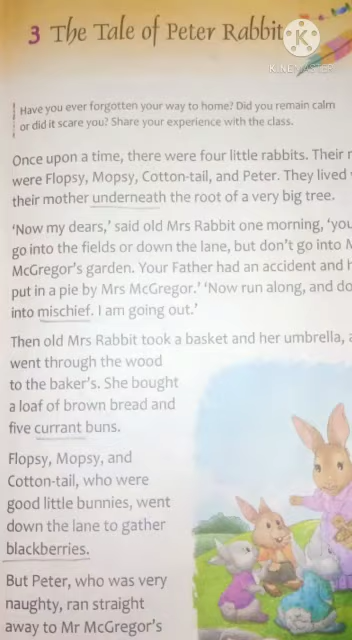 3 The Tale of Peter Rabbit
KINEMASTER
Have you ever forgotten your way to home? Did you remain calm
or did it scare you? Share your experience with the class.
Once upon a time, there were four little rabbits. Their
were Flopsy, Mopsy, Cotton-tail, and Peter. They lived
their mother underneath the root of a very big tree.
'Now my dears,' said old Mrs Rabbit one morning,
go into the fields or down the lane, but don't go into
McGregor's garden. Your Father had an accident and
put in a pie by Mrs McGregor.' 'Now run along, and
into mischief. I am going out.'
Then old Mrs Rabbit took a basket and her umbrella,
went through the wood
to the baker's. She bought
a loaf of brown bread and
five currant buns.
Flopsy, Mopsy, and
Cotton-tail, who were
good little bunnies, went
down the lane to gather
blackberries.
But Peter, who was very
naughty, ran straight
away to Mr McGregor's